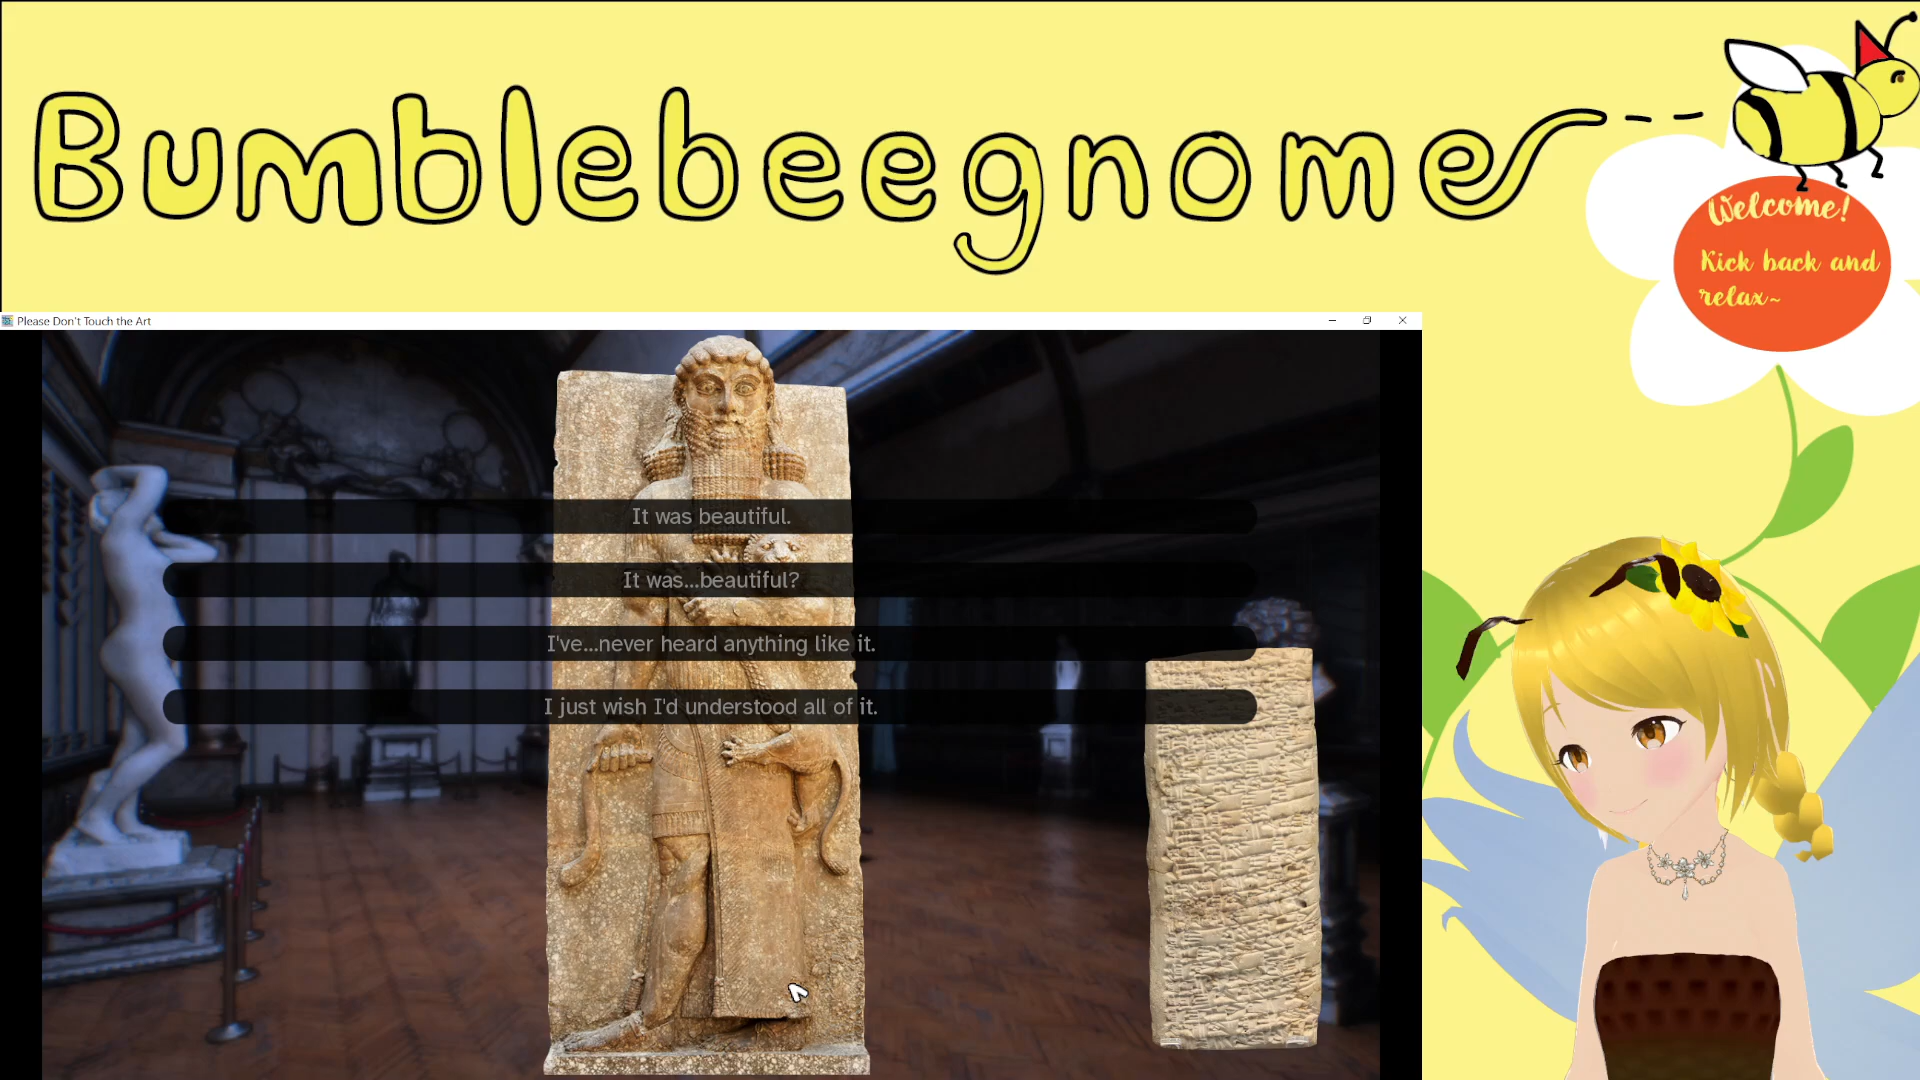 Bumblebeegnome
Welcome!
Kick back and
relax~
Please Don't Touch the Art
It was beautiful.
It was...beautiful?
I've...never heard anything like it.
I just wish I'd understood all of it.